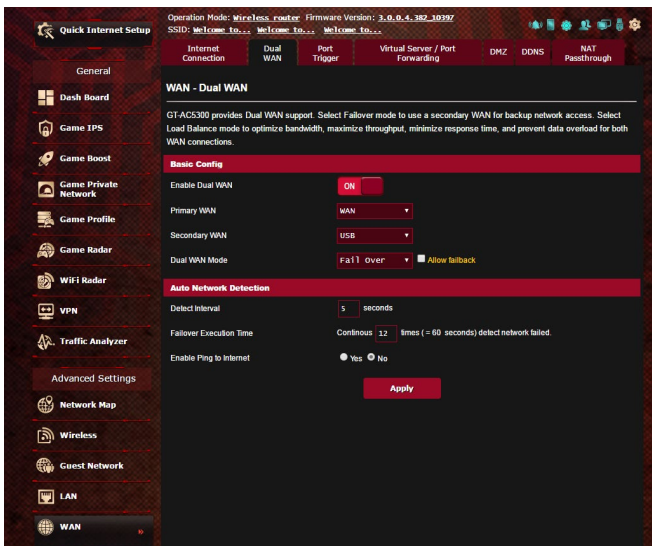 Quick Internet Setup
Operation Mode: Wireless router Firmware Version: 3.0.0.4.382_10397
SSID: Welcome to... Welcome to... Welcome to...
Internet Connection
Dual WAN
Port Trigger
Virtual Server / Port Forwarding
DMZ
DDNS
NAT Passthrough
General
Dash Board
Game IPS
Game Boost
Game Private
Network
Game Profile
Game Radar
WiFi Radar
VPN
Traffic Analyzer
Advanced Settings
Network Map
Wireless
Guest Network
LAN
WAN
WAN - Dual WAN
GT-AC5300 provides Dual WAN support. Select Failover mode to use a secondary WAN for backup network access. Select
Load Balance mode to optimize bandwidth, maximize throughput, minimize response time, and prevent data overload for both
WAN connections.
Basic Config
Enable Dual WAN ON
Primary WAN WAN
Secondary WAN USB
Dual WAN Mode Fail Over Allow failback
Auto Network Detection
Detect Interval 5 seconds
Failover Execution Time Continous 12 times ( = 60 seconds) detect network failed.
Enable Ping to Internet Yes No
Apply